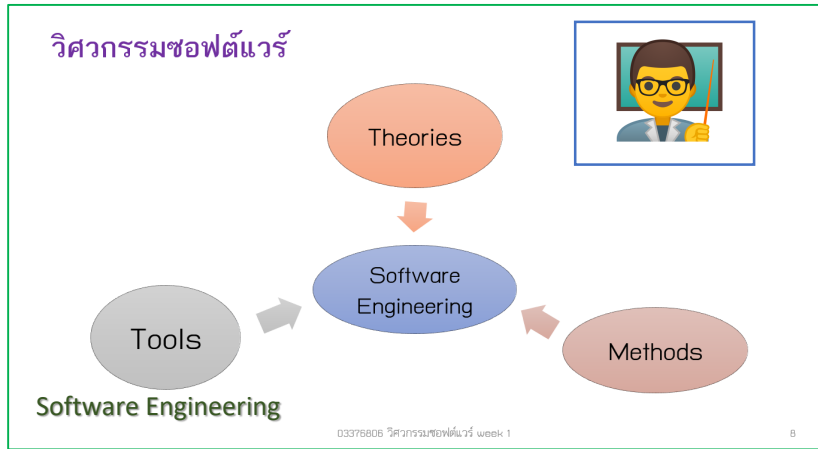 วิศวกรรมซอฟต์แวร์
Theories
Software
Engineering
Tools
Methods
Software Engineering
03376806 วิศวกรรมซอฟต์แวร์ week 1
8